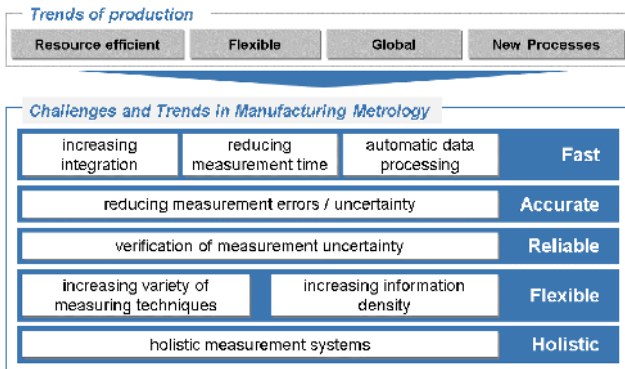 Trends of production
Resource efficient
Flexible
Global
New Processes
Challenges and Trends in Manufacturing Metrology
increasing
integration
reducing
measurement time
automatic data
processing
Fast
reducing measurement errors / uncertainty
Accurate
verification of measurement uncertainty
Reliable
increasing variety of
measuring techniques
increasing information
density
Flexible
holistic measurement systems
Holistic